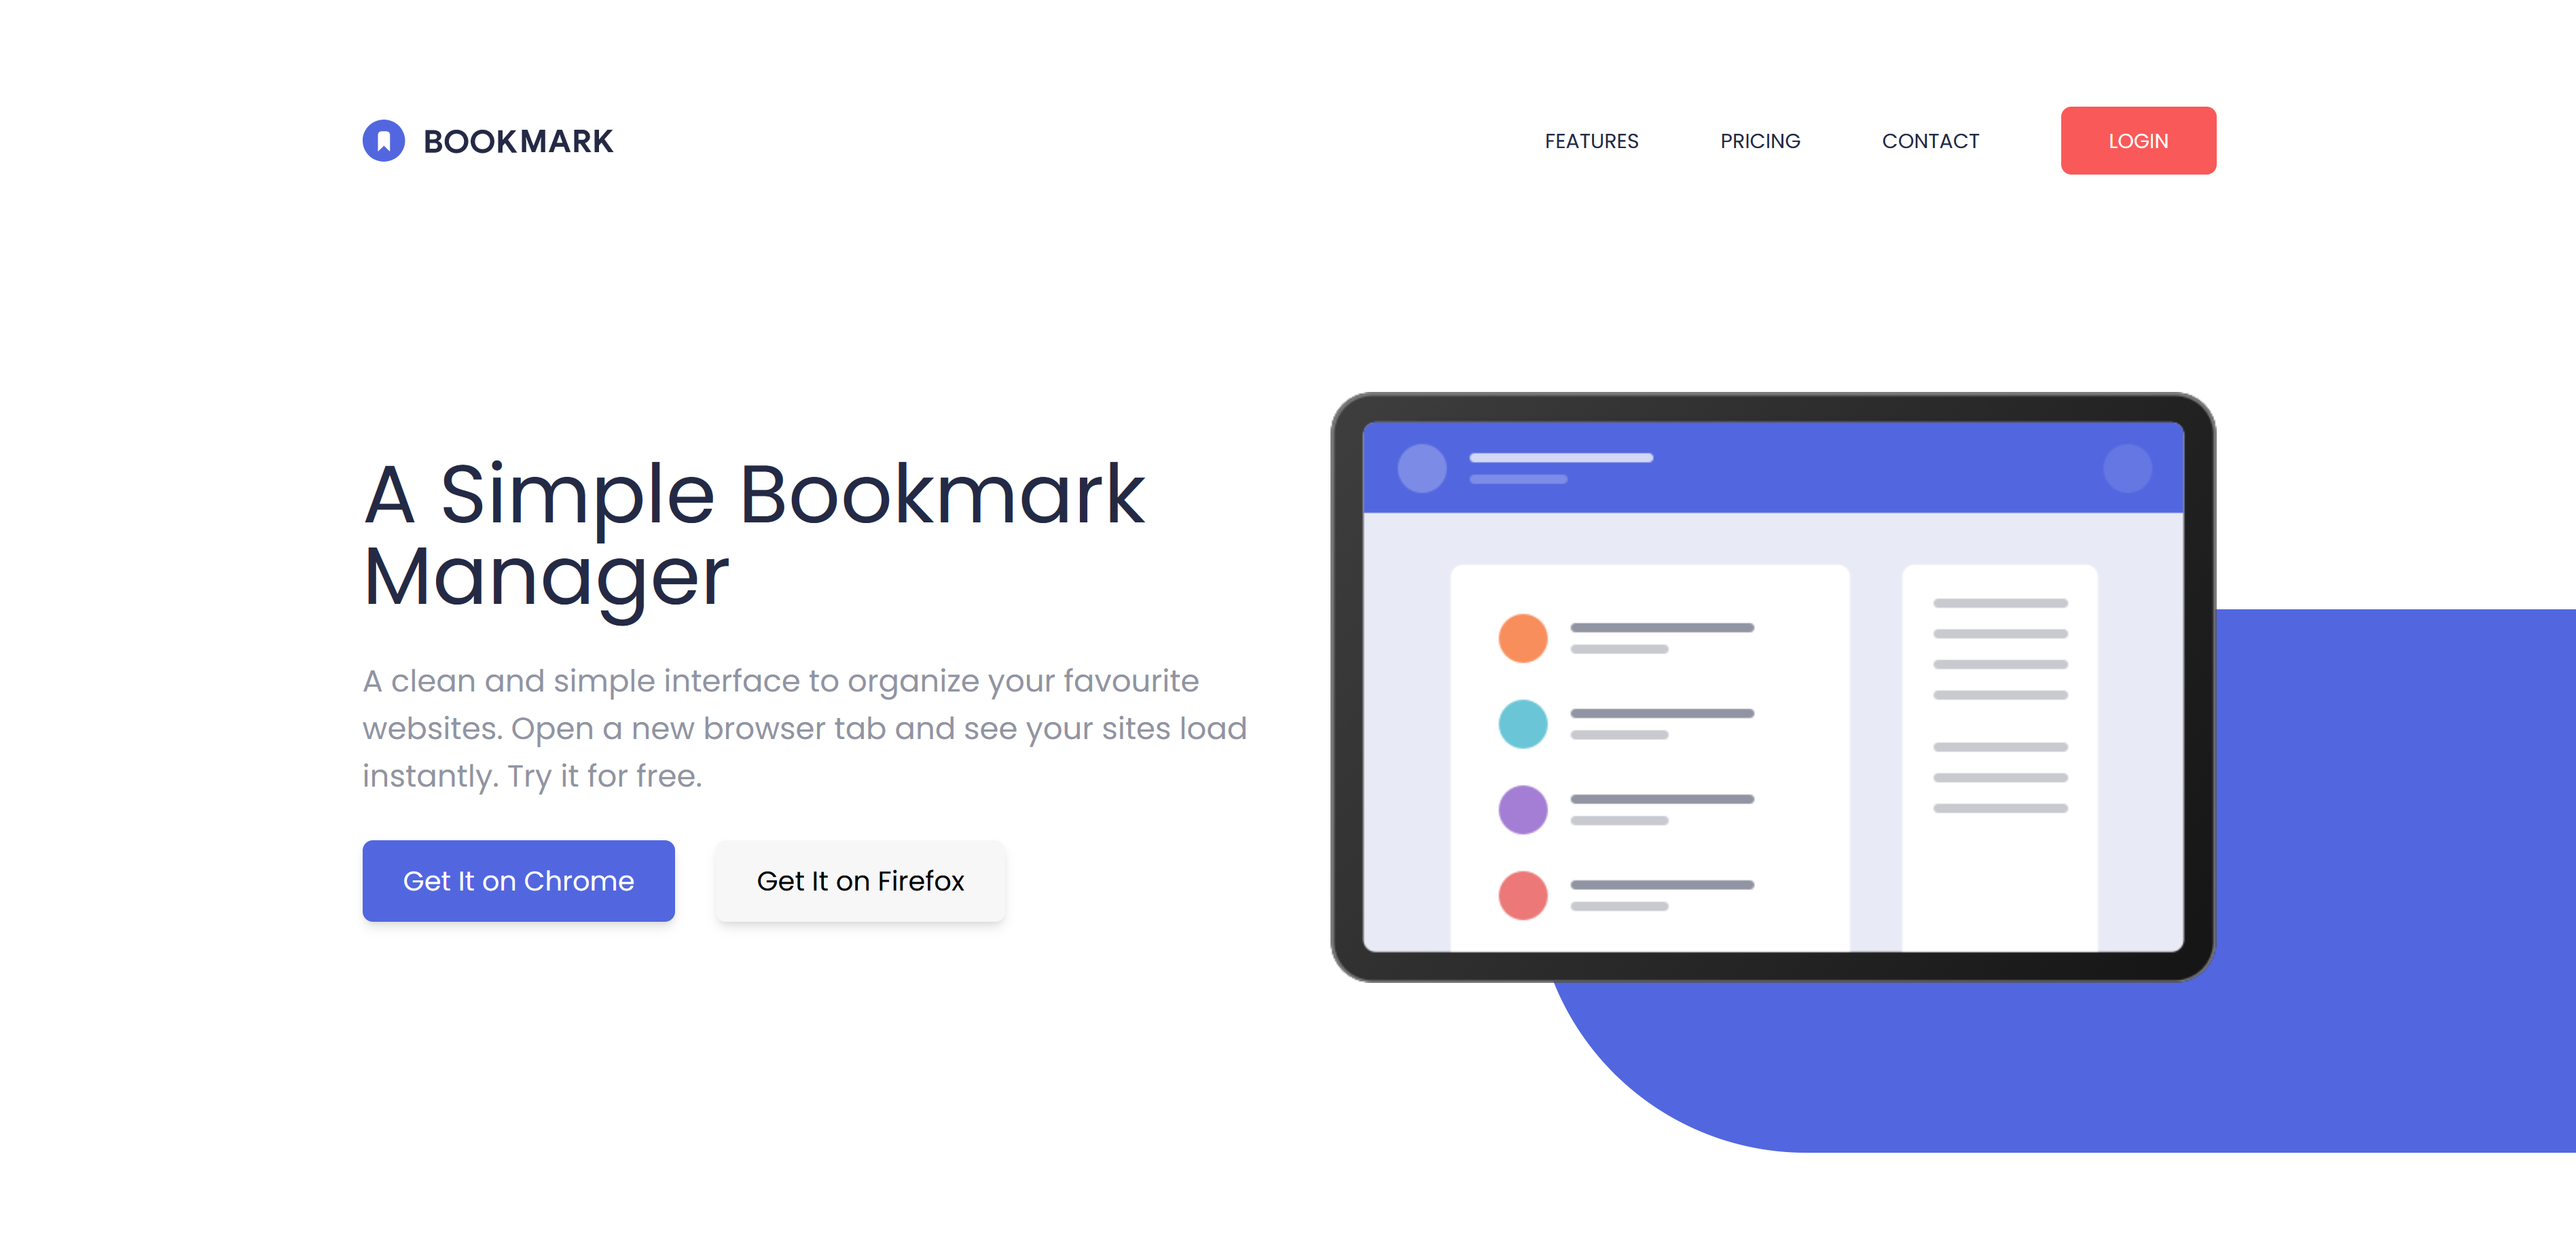 BOOKMARK
FEATURES PRICING CONTACT LOGIN
A Simple Bookmark
Manager
A clean and simple interface to organize your favourite
websites. Open a new browser tab and see your sites load
instantly. Try it for free.
Get It on Chrome Get It on Firefox